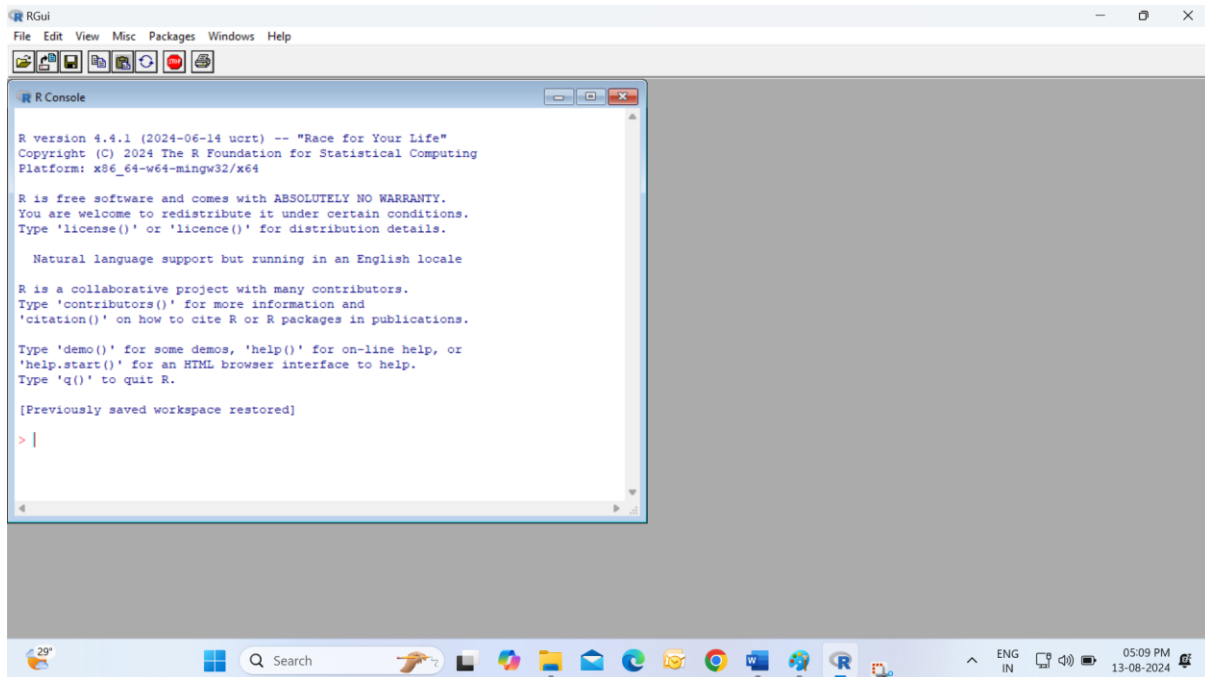 RGui
File Edit View Misc Packages Windows Help
STOP
R R Console
R version 4.4.1 (2024-06-14 ucrt) -- "Race for Your Life"
Copyright (C) 2024 The R Foundation for Statistical Computing
Platform: x86_64-w64-mingw32/x64
R is free software and comes with ABSOLUTELY NO WARRANTY.
You are welcome to redistribute it under certain conditions.
Type 'license()' or 'licence()' for distribution details.
Natural language support but running in an English locale
R is a collaborative project with many contributors.
Type 'contributors()' for more information and
'citation()' on how to cite R or R packages in publications.
Type 'demo()' for some demos, 'help()' for on-line help, or
'help.start()' for an HTML browser interface to help.
Type 'q()' to quit R.
[Previously saved workspace restored]
>
29°
Search
W
R
ENG
IN
05:09 PM
13-08-2024